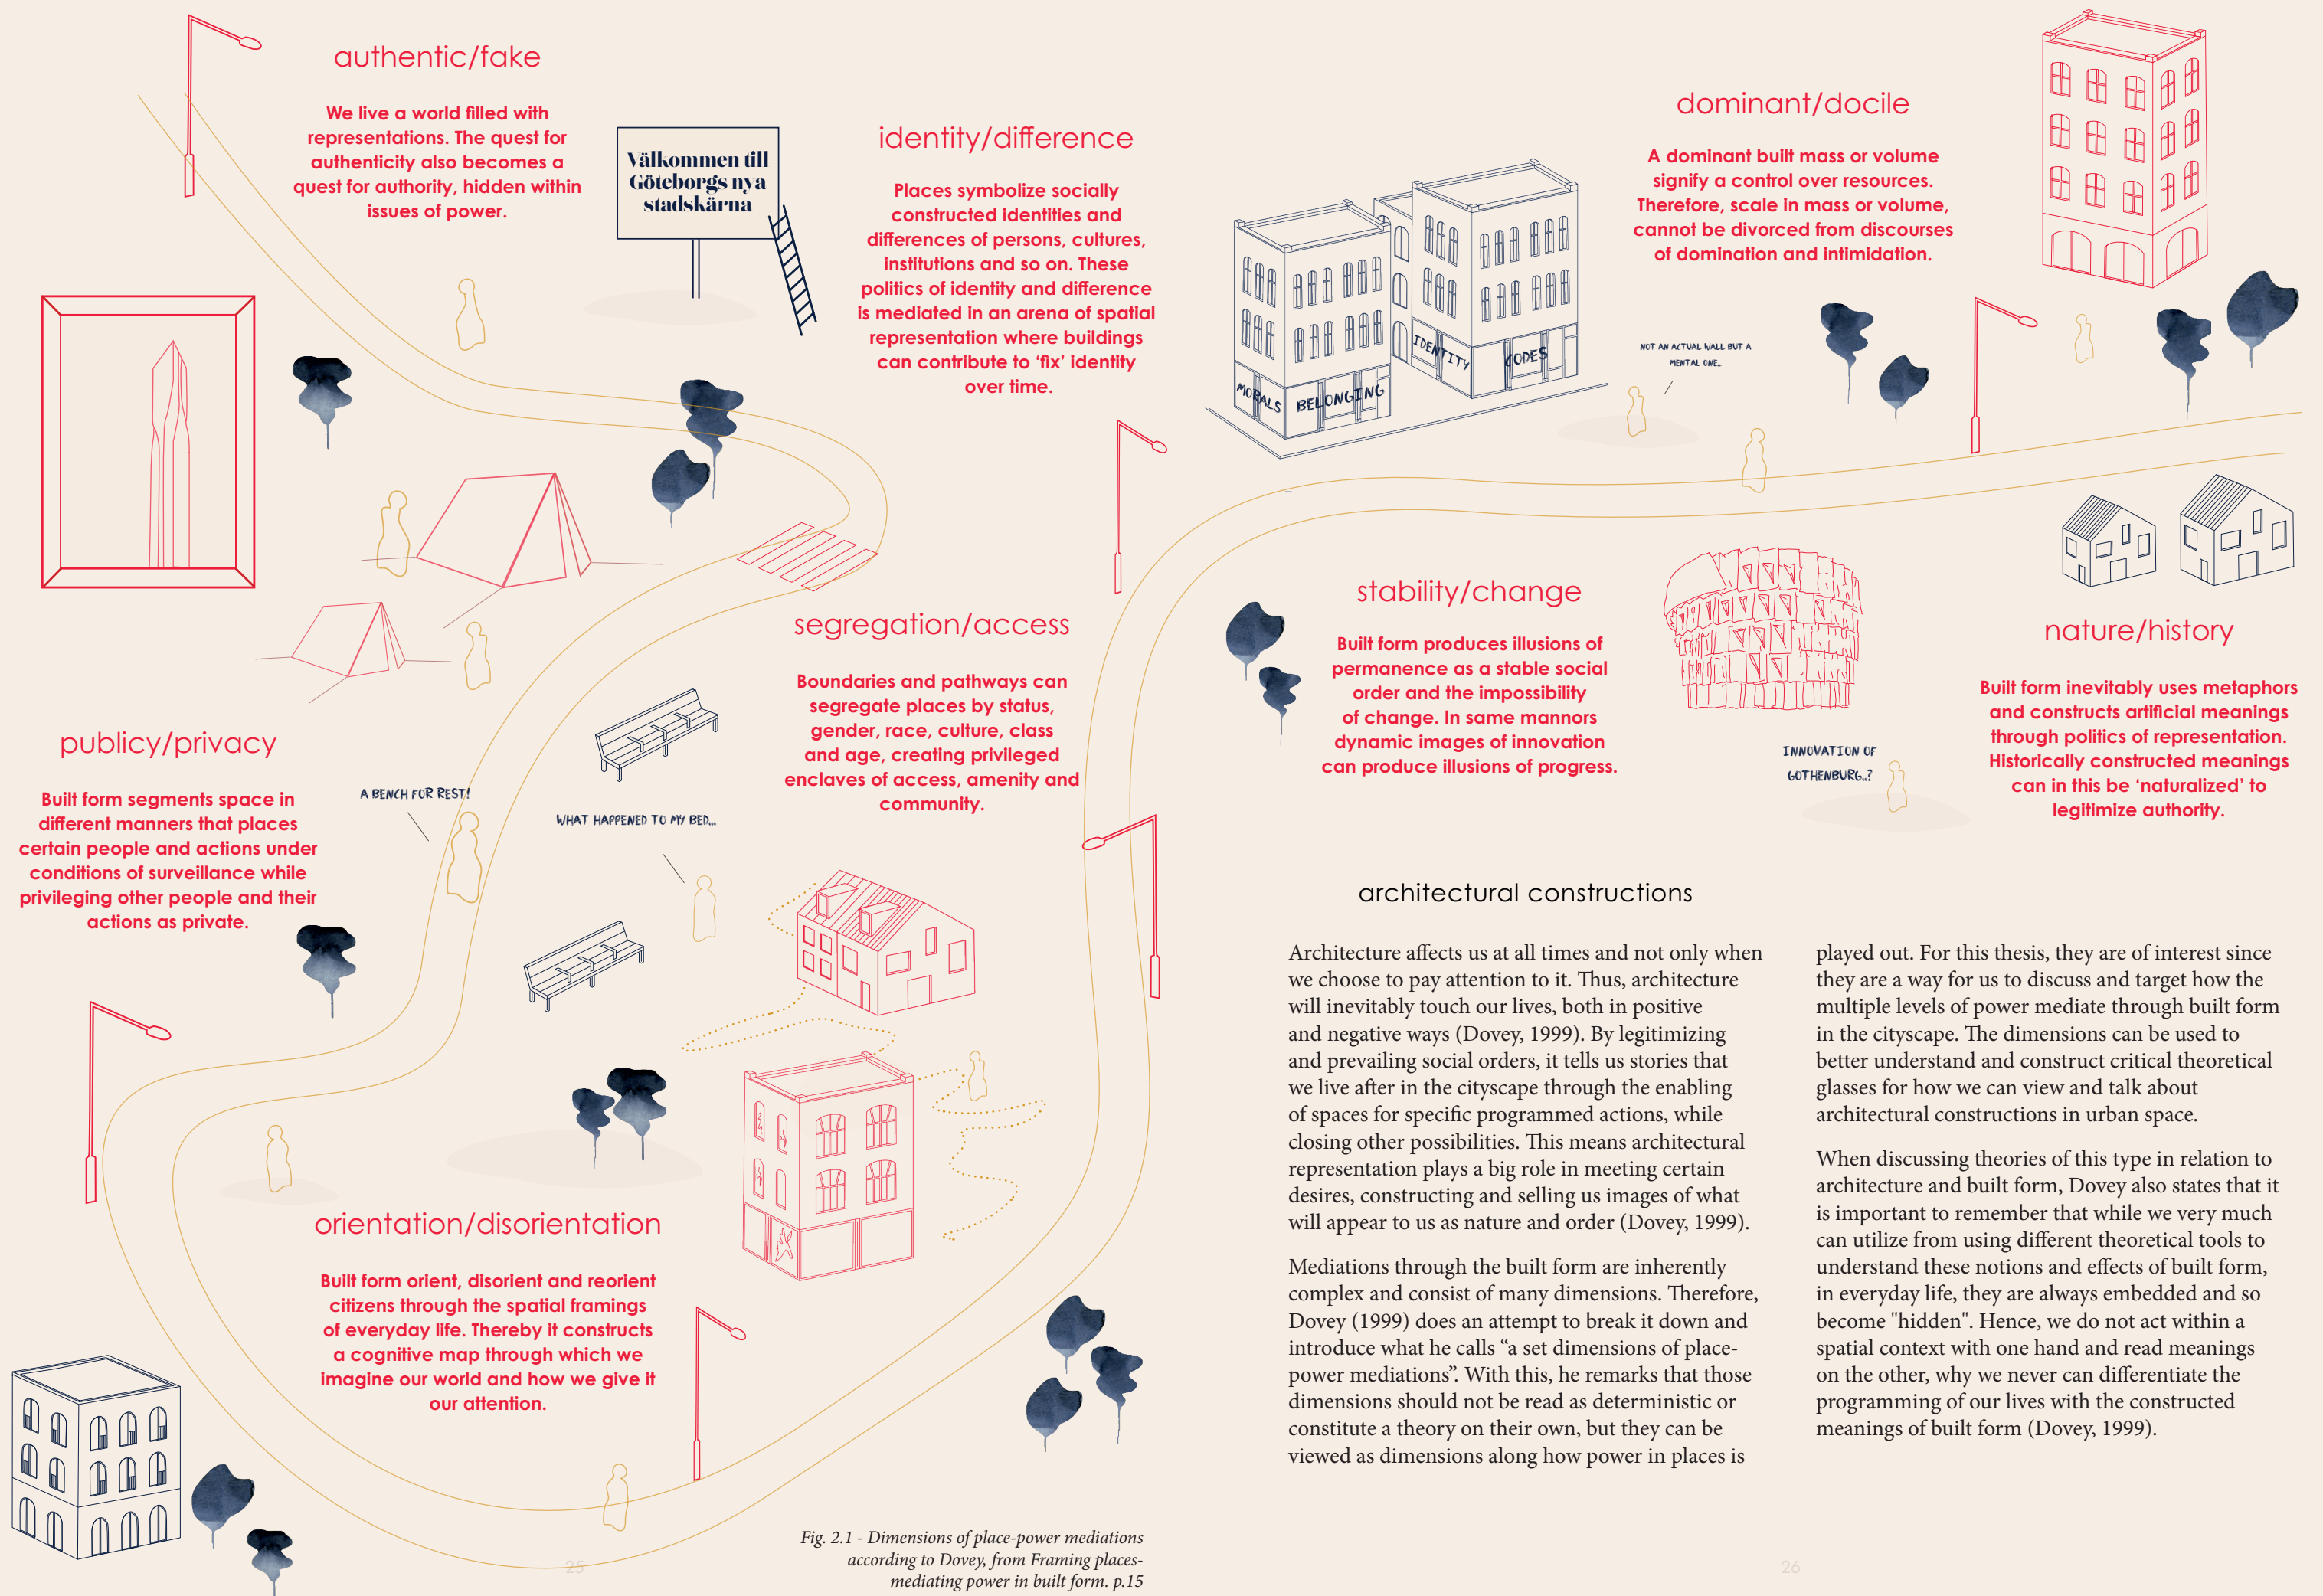 authentic/fake
We live a world filled with
representations. The quest for
authenticity also becomes a
quest for authority, hidden within
issues of power.
Välkommen till
Göteborgs nya
stadskärna
identity/difference
Places symbolize socially
constructed identities and
differences of persons, cultures,
institutions and so on. These
politics of identity and difference
is mediated in an arena of spatial
representation where buildings
can contribute to ‘fix’ identity
over time.
segregation/access
Boundaries and pathways can
segregate places by status,
gender, race, culture, class
and age, creating privileged
enclaves of access, amenity and
community.
publicy/privacy
Built form segments space in
different manners that places
certain people and actions under
conditions of surveillance while
privileging other people and their
actions as private.
A BENCH FOR REST!
WHAT HAPPENED TO MY BED...
orientation/disorientation
Built form orient, disorient and reorient
citizens through the spatial framings
of everyday life. Thereby it constructs
a cognitive map through which we
imagine our world and how we give it
our attention.
Fig. 2.1 - Dimensions of place-power mediations
according to Dovey, from Framing places-
mediating power in built form. p.15
25
MORALS
BELONGING
IDENTITY
CODES
dominant/docile
A dominant built mass or volume
signify a control over resources.
Therefore, scale in mass or volume,
cannot be divorced from discourses
of domination and intimidation.
NOT AN ACTUAL WALL BUT A
MENTAL ONE..
stability/change
Built form produces illusions of
permanence as a stable social
order and the impossibility
of change. In same mannors
dynamic images of innovation
can produce illusions of progress.
INNOVATION OF
GOTHENBURG..?
nature/history
Built form inevitably uses metaphors
and constructs artificial meanings
through politics of representation.
Historically constructed meanings
can in this be ‘naturalized’ to
legitimize authority.
architectural constructions
Architecture affects us at all times and not only when
we choose to pay attention to it. Thus, architecture
will inevitably touch our lives, both in positive
and negative ways (Dovey, 1999). By legitimizing
and prevailing social orders, it tells us stories that
we live after in the cityscape through the enabling
of spaces for specific programmed actions, while
closing other possibilities. This means architectural
representation plays a big role in meeting certain
desires, constructing and selling us images of what
will appear to us as nature and order (Dovey, 1999).
Mediations through the built form are inherently
complex and consist of many dimensions. Therefore,
Dovey (1999) does an attempt to break it down and
introduce what he calls “a set dimensions of place-
power mediations”. With this, he remarks that those
dimensions should not be read as deterministic or
constitute a theory on their own, but they can be
viewed as dimensions along how power in places is
played out. For this thesis, they are of interest since
they are a way for us to discuss and target how the
multiple levels of power mediate through built form
in the cityscape. The dimensions can be used to
better understand and construct critical theoretical
glasses for how we can view and talk about
architectural constructions in urban space.
When discussing theories of this type in relation to
architecture and built form, Dovey also states that it
is important to remember that while we very much
can utilize from using different theoretical tools to
understand these notions and effects of built form,
in everyday life, they are always embedded and so
become "hidden". Hence, we do not act within a
spatial context with one hand and read meanings
on the other, why we never can differentiate the
programming of our lives with the constructed
meanings of built form (Dovey, 1999).
26